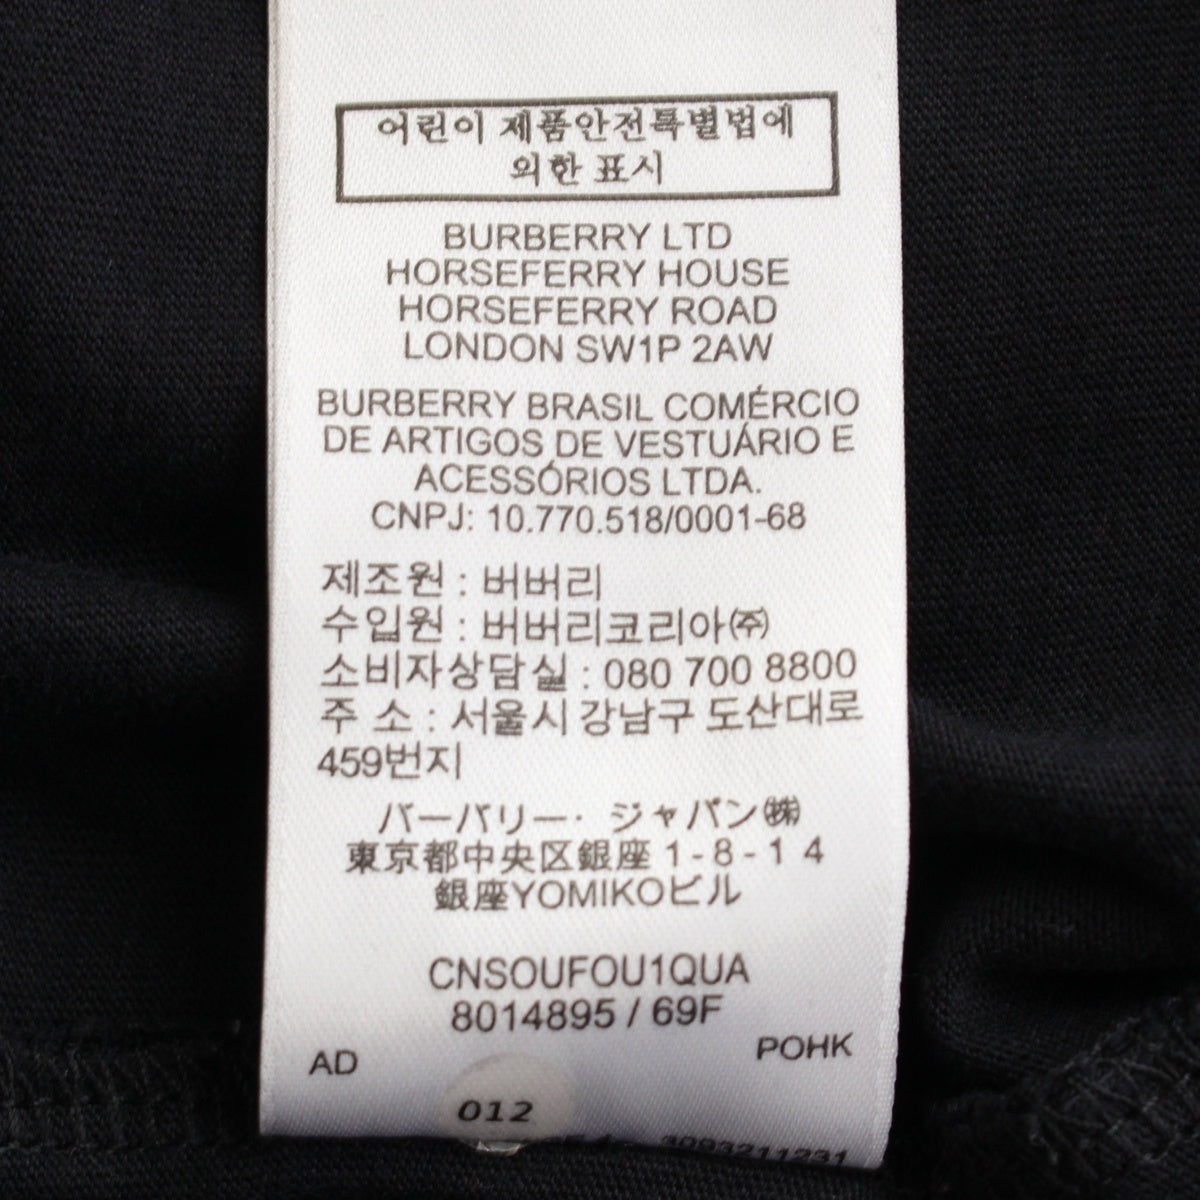 어린이 제품안전특별법에
의한 표시
BURBERRY LTD
HORSEFERRY HOUSE
HORSEFERRY ROAD
LONDON SW1P 2AW
BURBERRY BRASIL COMÉRCIO
DE ARTIGOS DE VESTUÁRIO E
ACESSÓRIOS LTDA.
CNPJ: 10.770.518/0001-68
제조원 : 버버리
수입원 : 버버리코리아㈜
소비자상담실 : 080 700 8800
주 소 : 서울시 강남구 도산대로
459번지
バーバリー· ジャパン㈱
東京都中央区銀座 1-8-14
銀座YOMIKOビル
CNSOUFOU1QUA
8014895 / 69F
AD POHK
012
3093211231